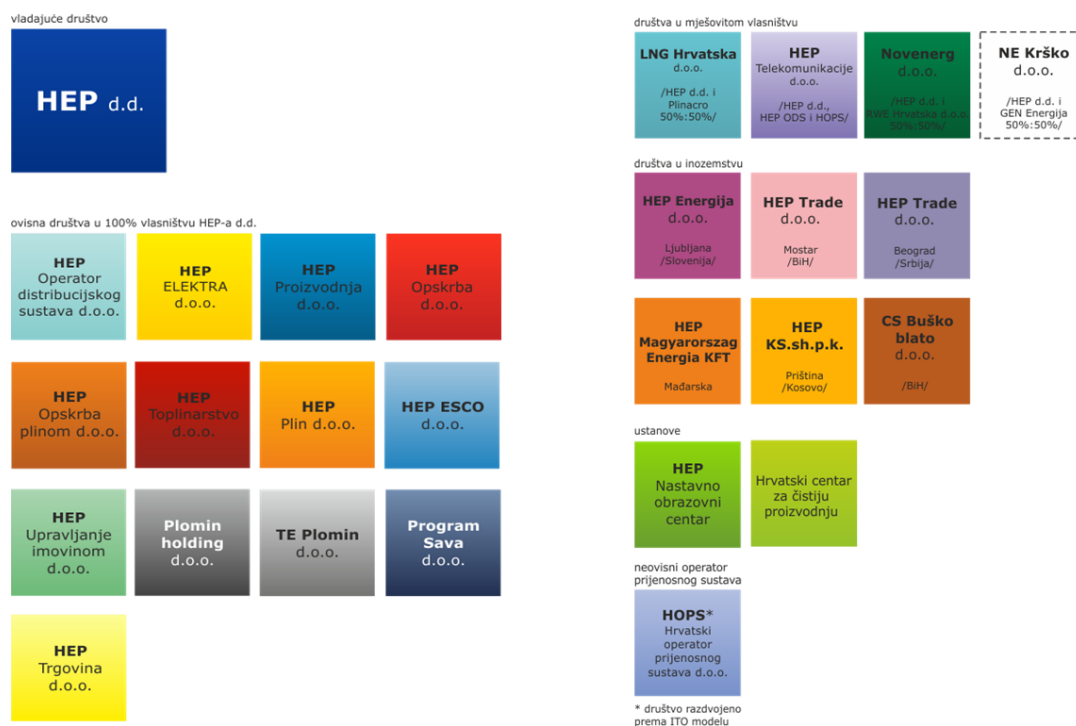 vladajuće društvo
HEP d.d.
ovisna društva u 100% vlasništvu HEP-a d.d.
HEP
Operator
distribucijskog
sustava d.o.o.
HEP
ELEKTRA
d.o.o.
HEP
Proizvodnja
d.o.o.
HEP
Opskrba
d.o.o.
HEP
Opskrba
plinom d.o.o.
HEP
Toplinarstvo
d.o.o.
HEP
Plin d.o.o.
HEP ESCO
d.o.o.
HEP
Upravljanje
imovinom
d.o.o.
Plomin
holding
d.o.o.
TE Plomin
d.o.o.
Program
Sava
d.o.o.
HEP
Trgovina
d.o.o.
društva u mješovitom vlasništvu
LNG Hrvatska
d.o.o.
/HEP d.d. i
Plinacro
50%:50%/
HEP
Telekomunikacije
d.o.o.
/HEP d.d.,
HEP ODS i HOPS/
Novenerg
d.o.o.
/HEP d.d. i
RWE Hrvatska d.o.o.
50%:50%/
NE Krško
d.o.o.
/HEP d.d. i
GEN Energija
50%:50%/
društva u inozemstvu
HEP Energija
d.o.o.
Ljubljana
/Slovenija/
HEP Trade
d.o.o.
Mostar
/BiH/
HEP Trade
d.o.o.
Beograd
/Srbija/
HEP
Magyarorszag
Energia KFT
Mađarska
HEP
KS.sh.p.k.
Priština
/Kosovo/
CS Buško
blato
d.o.o.
/BiH/
ustanove
HEP
Nastavno
obrazovni
centar
Hrvatski centar
za čistiju
proizvodnju
neovisni operator
prijenosnog sustava
HOPS*
Hrvatski
operator
prijenosnog
sustava d.o.o.
* društvo razdvojeno
prema ITO modelu